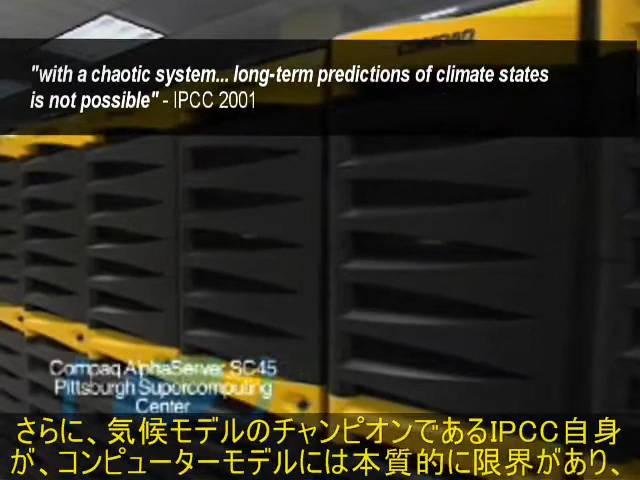 COMPAQ
"with a chaotic system... long-term predictions of climate states
is not possible" - IPCC 2001
Compaq AlphaServer SC45
Pittsburgh Supercomputing
Center
さらに、気候モデルのチャンピオンであるIPCC自身
が、コンピューターモデルには本質的に限界があり、